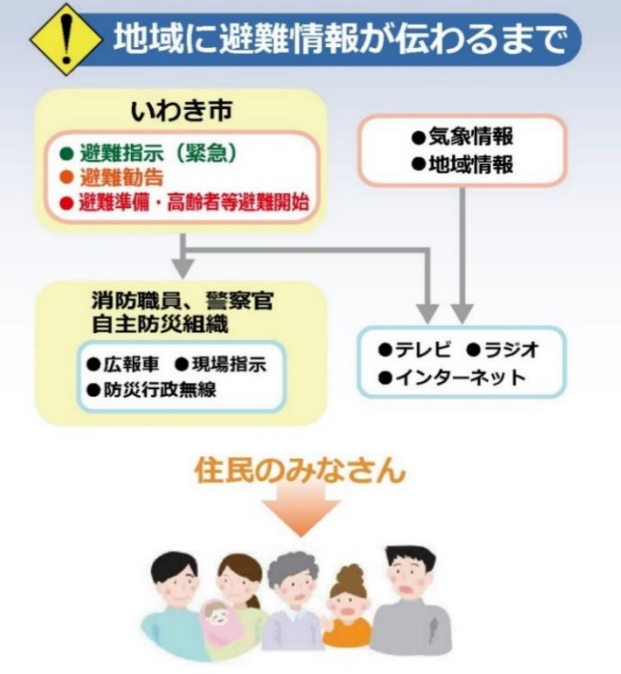 地域に避難情報が伝わるまで
いわき市
●避難指示（緊急）
●避難勧告
●避難準備・高齢者等避難開始
●気象情報
●地域情報
消防職員、警察官
自主防災組織
●広報車 ●現場指示
●防災行政無線
●テレビ ●ラジオ
●インターネット
住民のみなさん